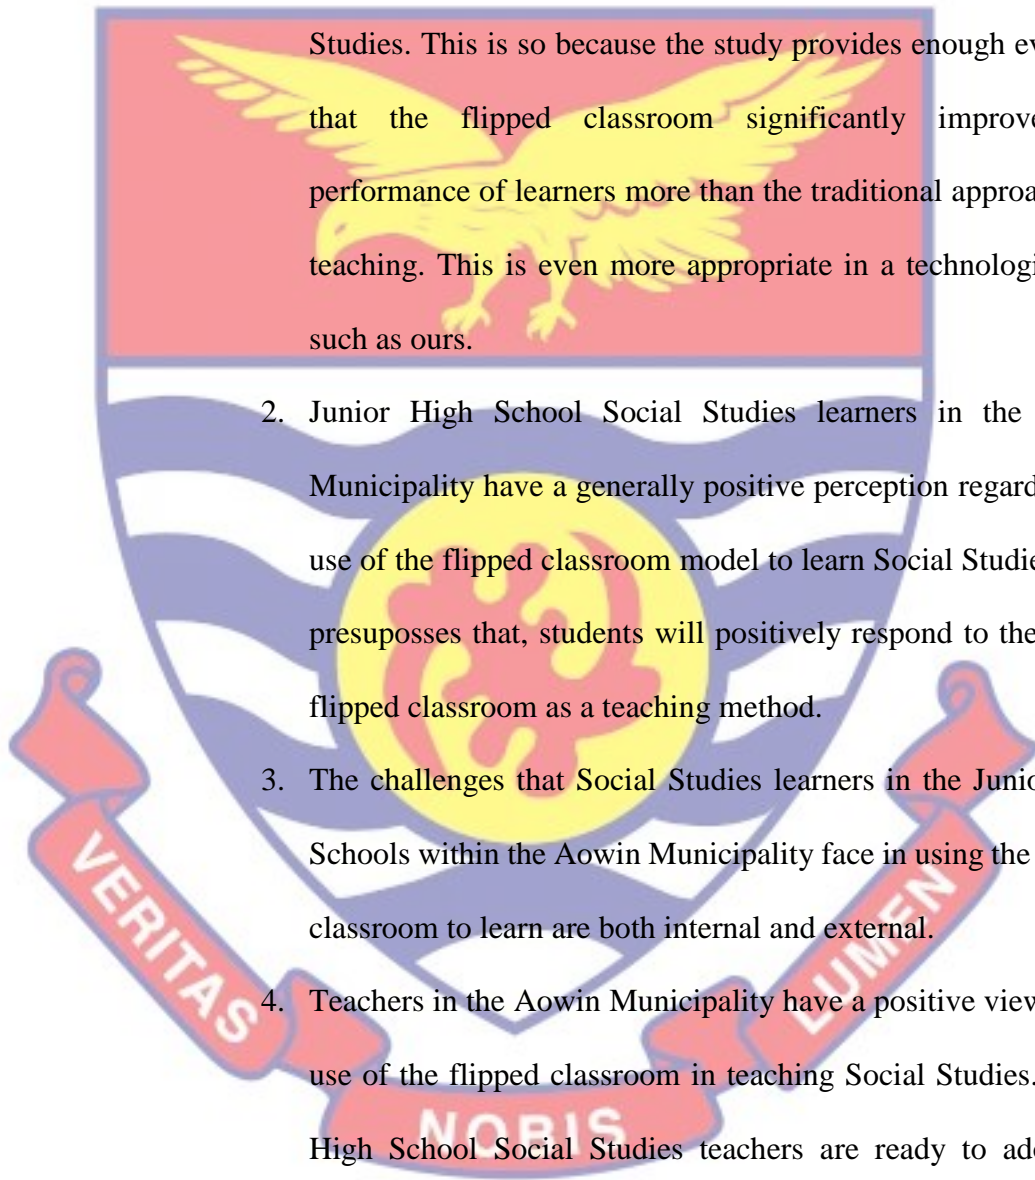 Studies. This is so because the study provides enough ev
that the flipped classroom significantly improve
performance of learners more than the traditional approa
teaching. This is even more appropriate in a technologi
such as ours.
2. Junior High School Social Studies learners in the
Municipality have a generally positive perception regard
use of the flipped classroom model to learn Social Studie
presuposses that, students will positively respond to the
flipped classroom as a teaching method.
3. The challenges that Social Studies learners in the Junio
Schools within the Aowin Municipality face in using the
classroom to learn are both internal and external.
4. Teachers in the Aowin Municipality have a positive view
use of the flipped classroom in teaching Social Studies.
High School Social Studies teachers are ready to ad
VERITAS
NOBIS
LUMEN